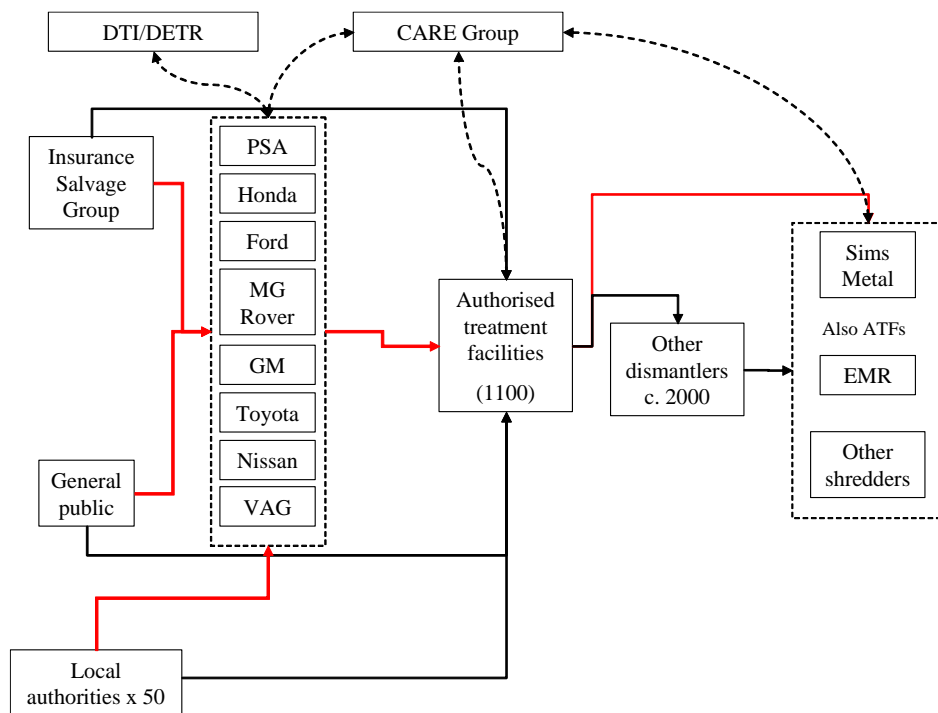 DTI/DETR
CARE Group
Insurance
Salvage
Group
PSA
Honda
Ford
MG
Rover
GM
Toyota
Nissan
VAG
General
public
Local
authorities x 50
Authorised
treatment
facilities
(1100)
Other
dismantlers
c. 2000
Sims
Metal
Also ATFs
EMR
Other
shredders